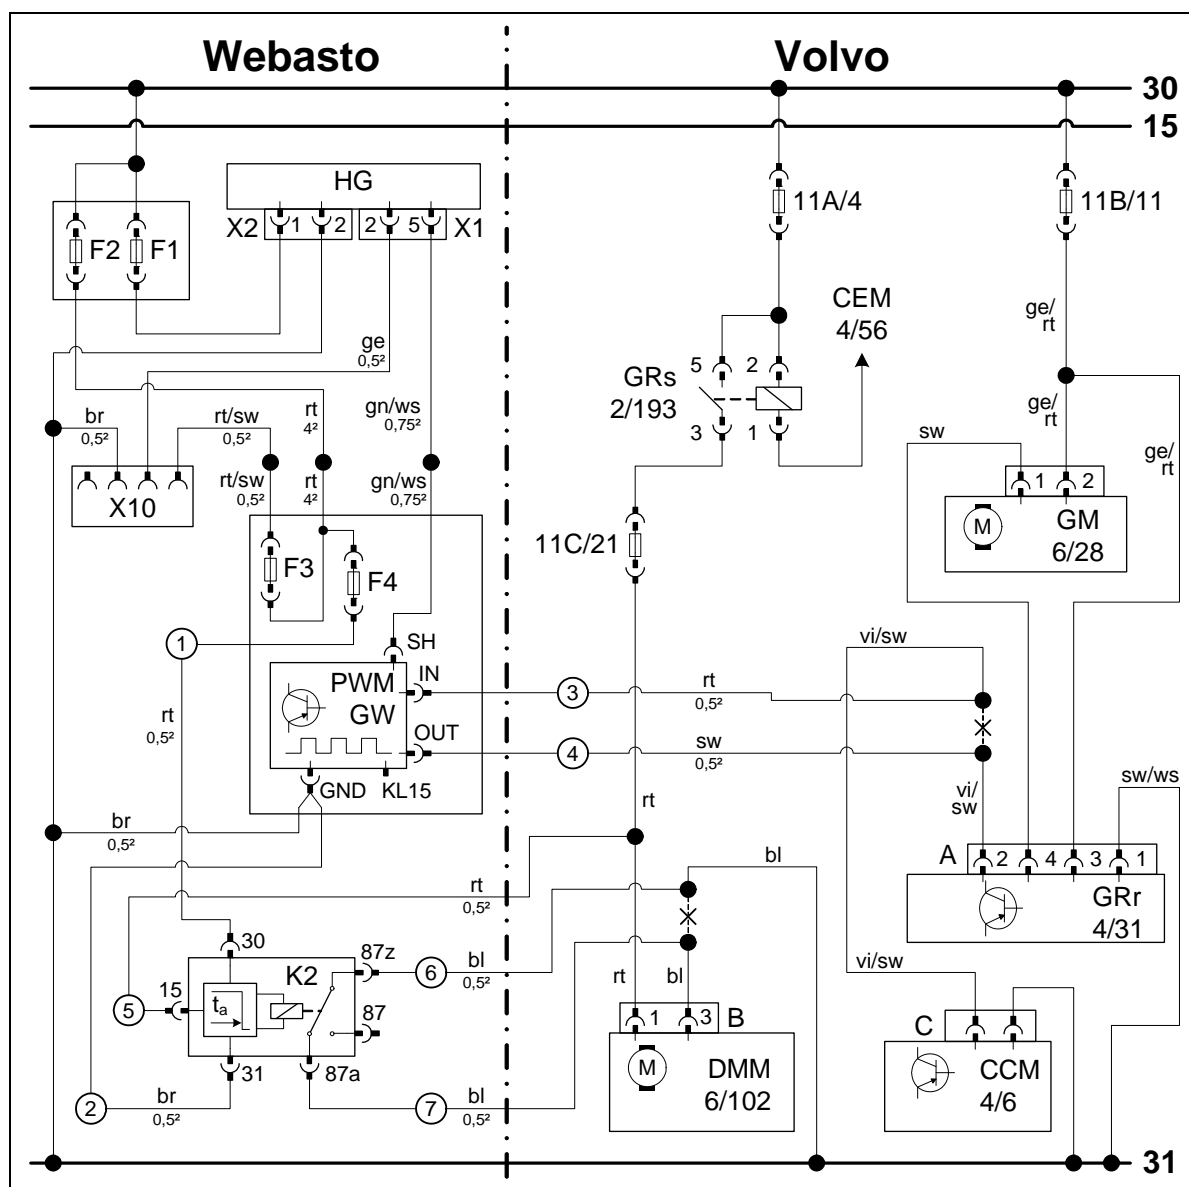 Webasto
Volvo
30
15
HG
X2
1
2
2
5
X1
F2
F1
11A/4
11B/11
CEM
4/56
ge/
rt
ge
0,5²
GRs
2/193
5
2
3
1
br
0,5²
rt/sw
0,5²
rt
4²
gn/ws
0,75²
ge/
rt
sw
ge/
rt
X10
rt/sw
0,5²
rt
4²
gn/ws
0,75²
1
2
GM
6/28
M
11C/21
F3
F4
1
SH
PWM
GW
IN
OUT
GND
KL15
3
rt
0,5²
4
sw
0,5²
vi/sw
rt
0,5²
rt
vi/
sw
sw/ws
br
0,5²
A
2
4
3
1
GRr
4/31
bl
rt
0,5²
30
K2
87z
6
bl
0,5²
15
5
ta
87
31
87a
2
br
0,5²
7
bl
0,5²
rt
bl
1
3
B
M
DMM
6/102
vi/sw
C
CCM
4/6
31